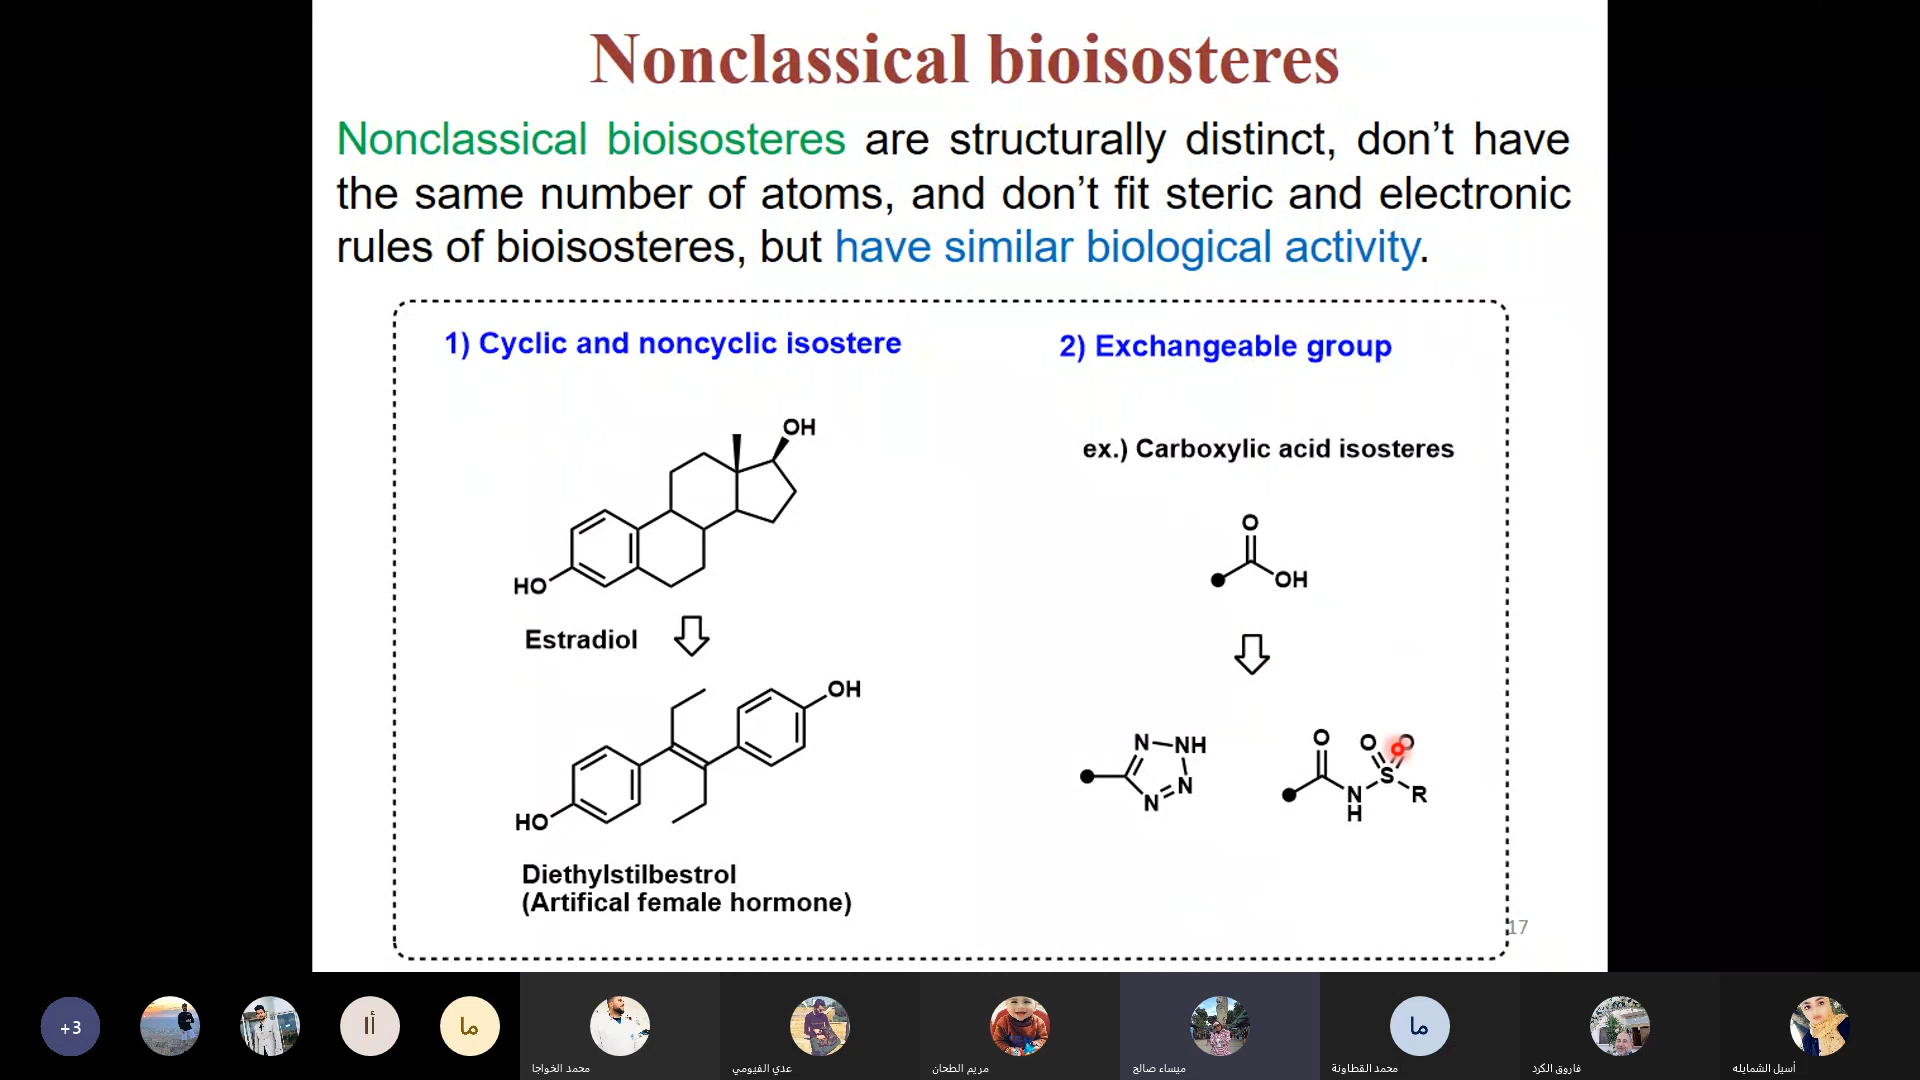 Nonclassical bioisosteres
Nonclassical bioisosteres are structurally distinct, don’t have
the same number of atoms, and don’t fit steric and electronic
rules of bioisosteres, but have similar biological activity.
1) Cyclic and noncyclic isostere
OH
HO
Estradiol
OH
HO
Diethylstilbestrol
(Artifical female hormone)
2) Exchangeable group
ex.) Carboxylic acid isosteres
O
OH
N NH
N
N
O O O
S
N R
H
17
+3
أأ
ما
ما
محمد الخواجا
عدي الفيومي
مريم الطحان
ميساء صالح
محمد القطاونة
فاروق الكرد
أسيل الشمايله